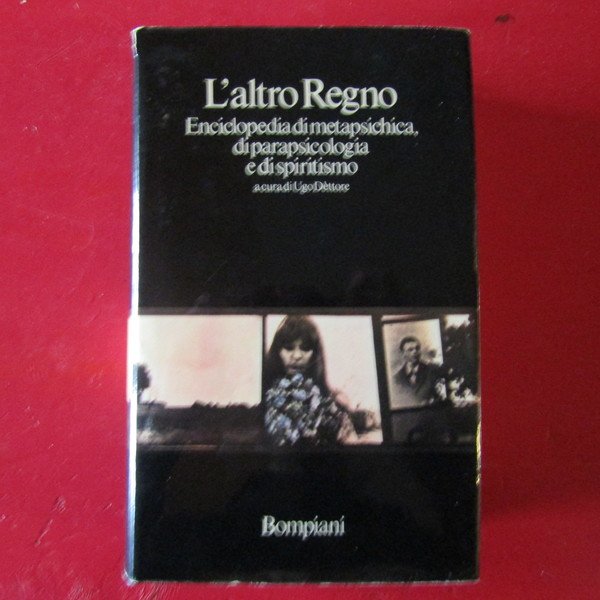 L'altro Regno
Enciclopedia di metapsichica,
di parapsicologia
e di spiritismo
a cura di Ugo Dèttore
Bompiani